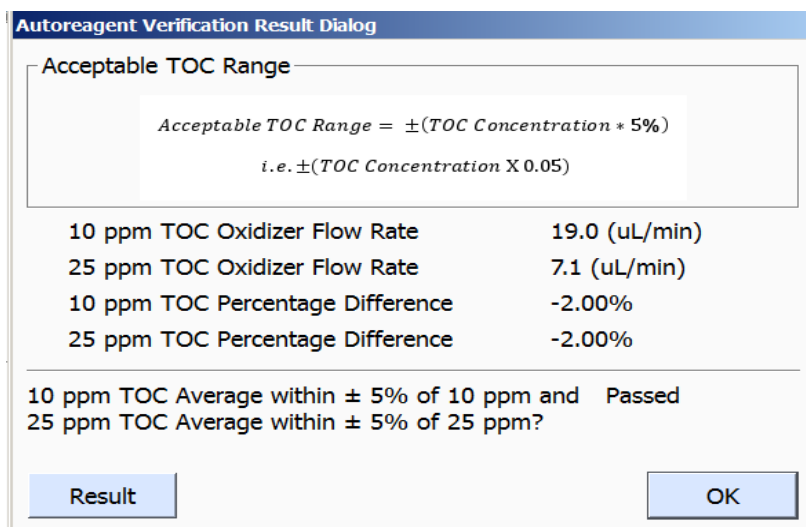 Autoreagent Verification Result Dialog
Acceptable TOC Range
Acceptable TOC Range = ±(TOC Concentration * 5%)
i.e. ±(TOC Concentration X 0.05)
10 ppm TOC Oxidizer Flow Rate 19.0 (uL/min)
25 ppm TOC Oxidizer Flow Rate 7.1 (uL/min)
10 ppm TOC Percentage Difference -2.00%
25 ppm TOC Percentage Difference -2.00%
10 ppm TOC Average within ± 5% of 10 ppm and Passed
25 ppm TOC Average within ± 5% of 25 ppm?
Result OK